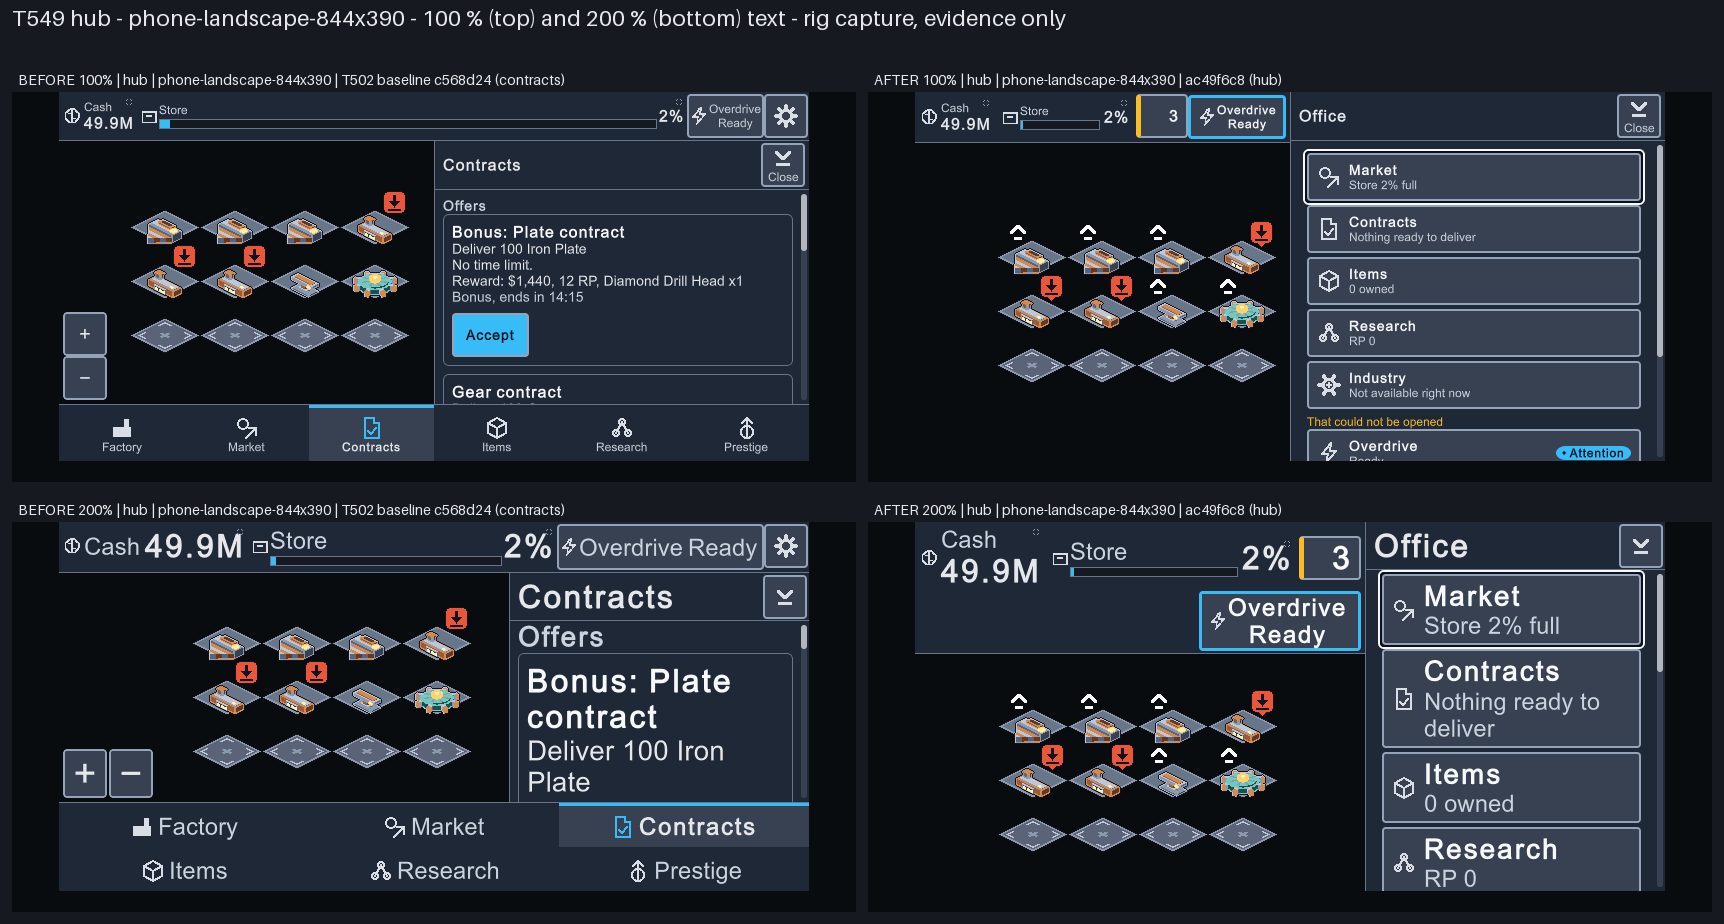 T549 hub - phone-landscape-844x390 - 100 % (top) and 200 % (bottom) text - rig capture, evidence only
BEFORE 100% | hub | phone-landscape-844x390 | T502 baseline c568d24 (contracts)
Cash
49.9M
Store
2%
Overdrive
Ready
Contracts
Close
Offers
Bonus: Plate contract
Deliver 100 Iron Plate
No time limit.
Reward: $1,440, 12 RP, Diamond Drill Head x1
Bonus, ends in 14:15
Accept
Gear contract
+
−
Factory
Market
Contracts
Items
Research
Prestige
AFTER 100% | hub | phone-landscape-844x390 | ac49f6c8 (hub)
Cash
49.9M
Store
2%
3
Overdrive
Ready
Office
Close
Market
Store 2% full
Contracts
Nothing ready to deliver
Items
0 owned
Research
RP 0
Industry
Not available right now
That could not be opened
Overdrive
Ready
• Attention
BEFORE 200% | hub | phone-landscape-844x390 | T502 baseline c568d24 (contracts)
Cash 49.9M
Store
2%
Overdrive Ready
Contracts
Offers
Bonus: Plate
contract
Deliver 100 Iron
Plate
+
−
Factory
Market
Contracts
Items
Research
Prestige
AFTER 200% | hub | phone-landscape-844x390 | ac49f6c8 (hub)
Cash
49.9M
Store
2%
3
Overdrive
Ready
Office
Market
Store 2% full
Contracts
Nothing ready to
deliver
Items
0 owned
Research
RP 0